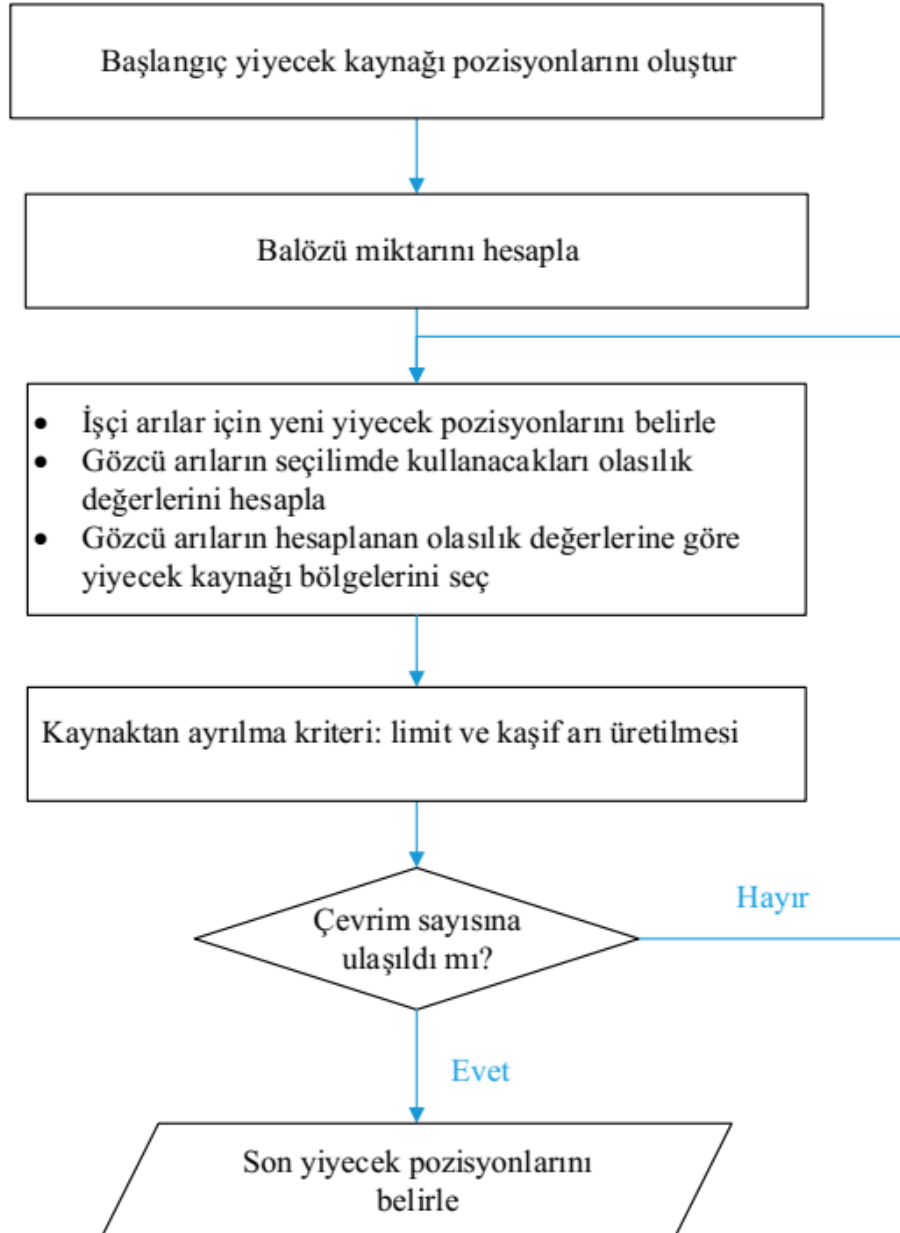 Başlangıç yiyecek kaynağı pozisyonlarını oluştur
Balözü miktarını hesapla
• İşçi arılar için yeni yiyecek pozisyonlarını belirle
• Gözcü arıların seçilimde kullanacakları olasılık
değerlerini hesapla
• Gözcü arıların hesaplanan olasılık değerlerine göre
yiyecek kaynağı bölgelerini seç
Kaynaktan ayrılma kriteri: limit ve kaşif arı üretilmesi
Çevrim sayısına
ulaşıldı mı?
Hayır
Evet
Son yiyecek pozisyonlarını
belirle